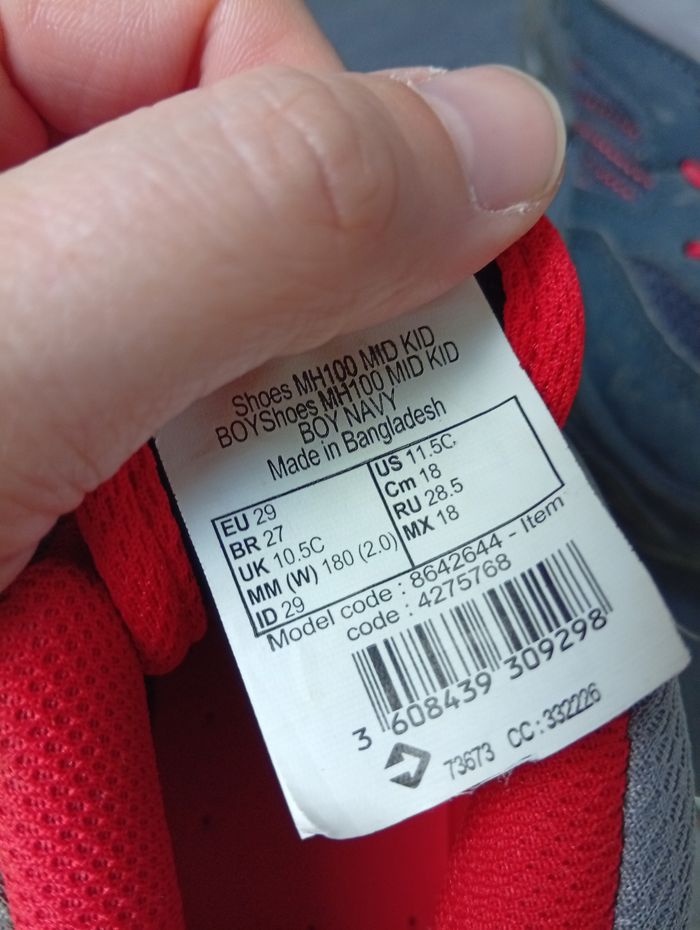 Shoes MH100 MID KID
BOYShoes MH100 MID KID
BOY NAVY
Made in Bangladesh
EU 29
BR 27
UK 10.5C
MM (W) 180 (2.0)
ID 29
US 11.5C
Cm 18
RU 28.5
MX 18
Model code : 8642644 - Item
code : 4275768
3 608439 309298
73673 CC : 332226